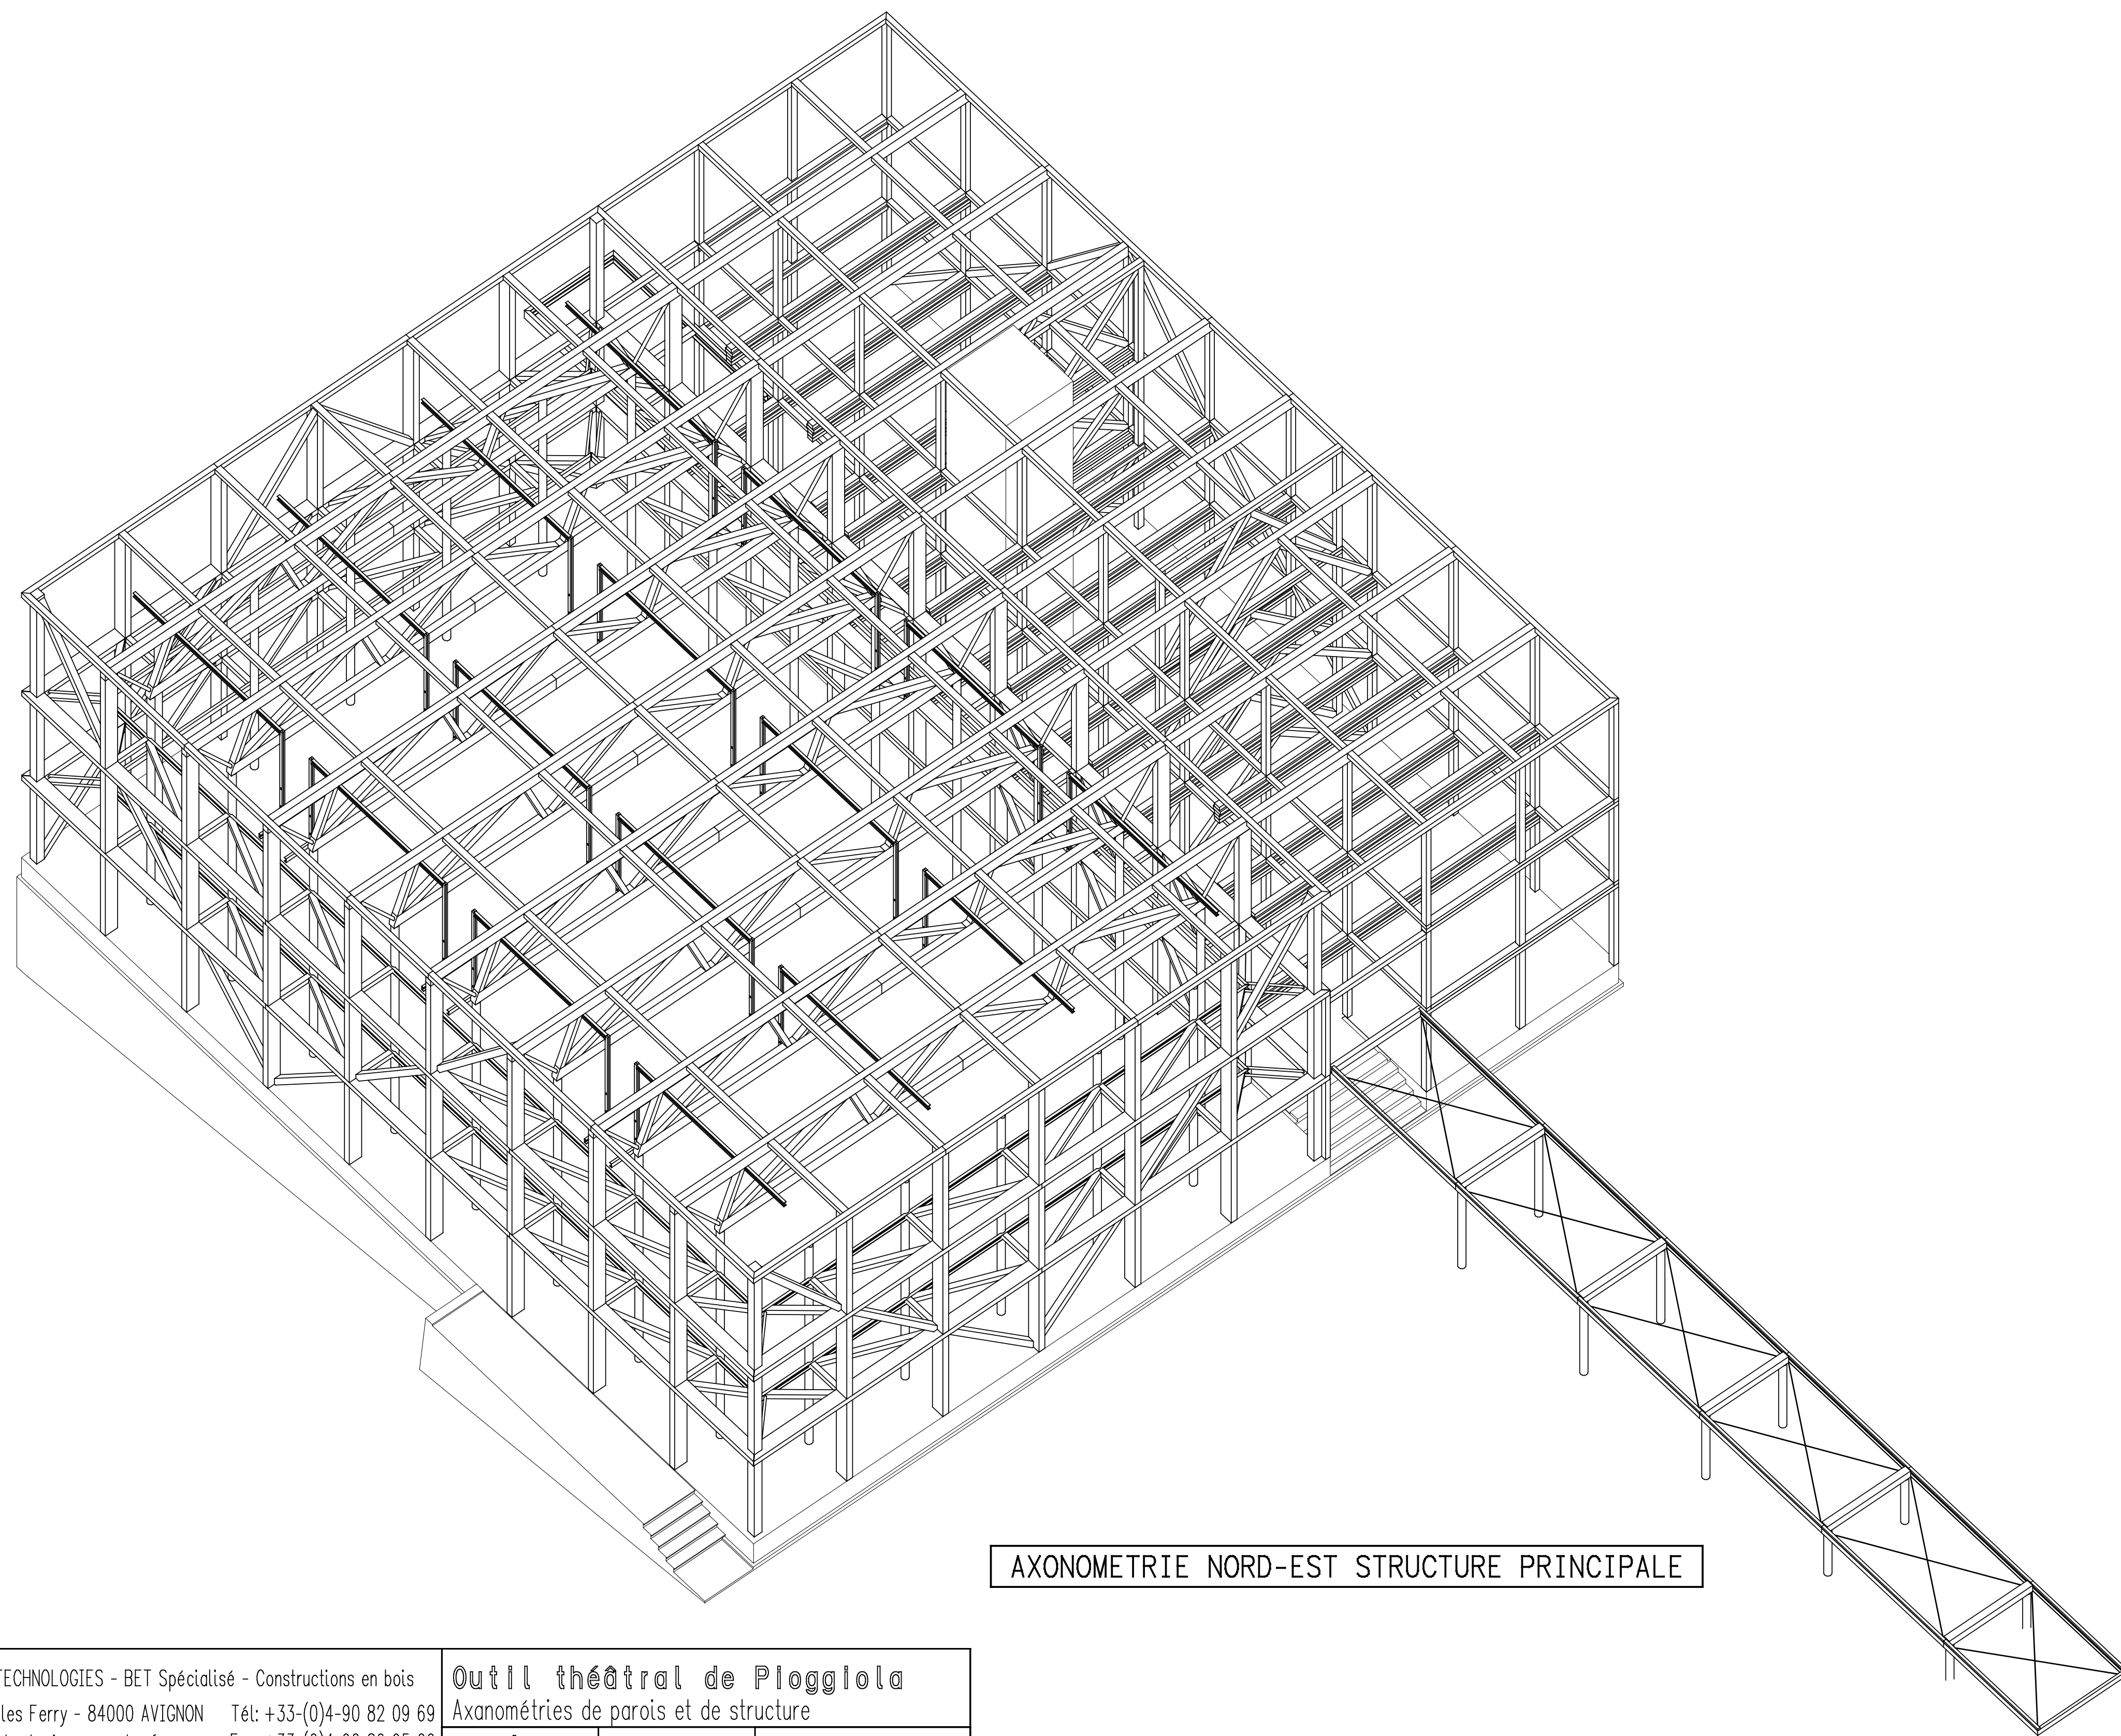 AXONOMETRIE NORD-EST STRUCTURE PRINCIPALE
TECHNOLOGIES - BET Spécialisé - Constructions en bois
les Ferry - 84000 AVIGNON Tél: +33-(0)4-90 82 09 69
Outil théâtral de Pioggiola
Axanométries de parois et de structure